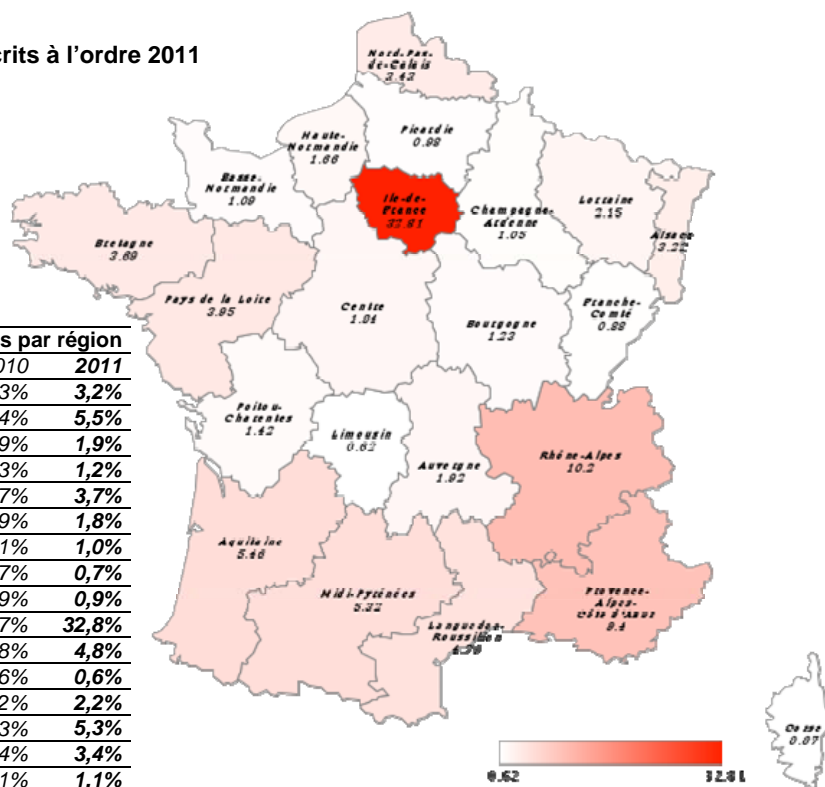 crits à l’ordre 2011
Nord-Pas-
de-Calais
3.43
Haute-
Normandie
1.66
Picardie
0.98
Basse-
Normandie
1.09
Ile-de-
France
32.81
Champagne-
Ardenne
1.05
Lorraine
2.15
Alsace
3.22
Bretagne
3.69
Pays de la Loire
3.95
Centre
1.84
Bourgogne
1.23
Franche-
Comté
0.88
Poitou-
Charentes
1.42
Limousin
0.62
Auvergne
1.92
Rhône-Alpes
10.2
Aquitaine
5.46
Midi-Pyrénées
5.32
Languedoc-
Roussillon
Provence-
Alpes-
Côte d'Azur
9.4
Corse
s par région
010 2011
3% 3,2%
4% 5,5%
9% 1,9%
3% 1,2%
7% 3,7%
9% 1,8%
1% 1,0%
7% 0,7%
9% 0,9%
7% 32,8%
8% 4,8%
6% 0,6%
2% 2,2%
3% 5,3%
4% 3,4%
1% 1,1%
0.62 32.81